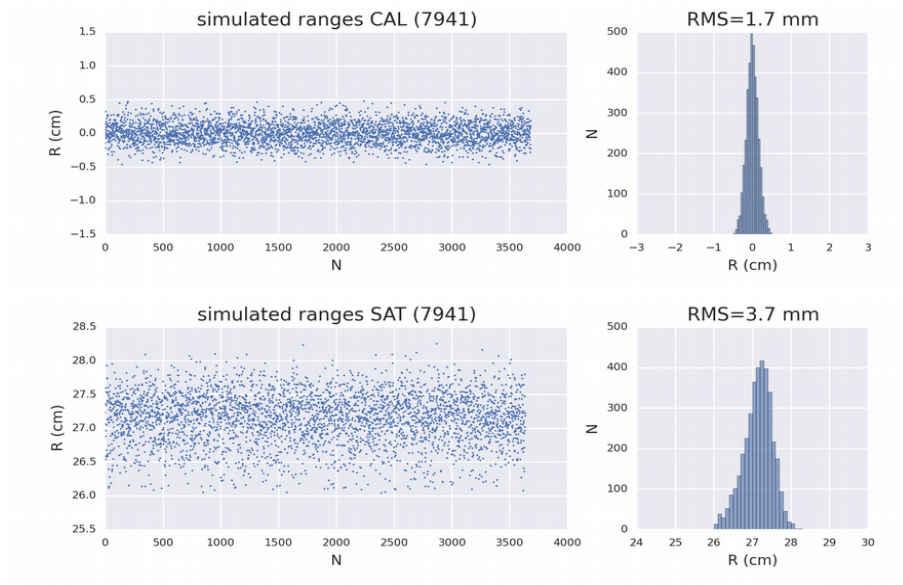 simulated ranges CAL (7941)
1.5
1.0
0.5
0.0
−0.5
−1.0
−1.5
R (cm)
0 500 1000 1500 2000 2500 3000 3500 4000
N
RMS=1.7 mm
500
400
300
200
100
0
N
−3 −2 −1 0 1 2 3
R (cm)
simulated ranges SAT (7941)
28.5
28.0
27.5
27.0
26.5
26.0
25.5
R (cm)
0 500 1000 1500 2000 2500 3000 3500 4000
N
RMS=3.7 mm
500
400
300
200
100
0
N
24 25 26 27 28 29 30
R (cm)